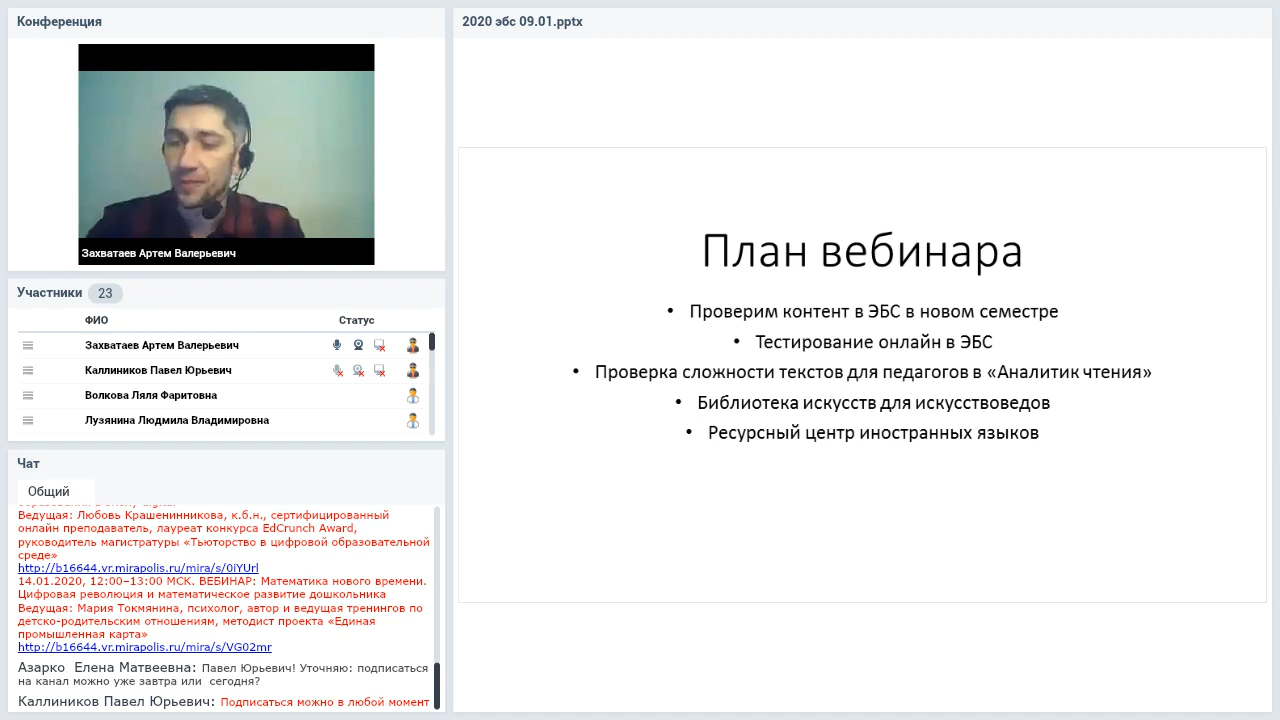 Конференция
Захватаев Артем Валерьевич
Участники 23
ФИО Статус
Захватаев Артем Валерьевич
Каллиников Павел Юрьевич
Волкова Ляля Фаритовна
Лузянина Людмила Владимировна
Чат
Общий
Ведущая: Любовь Крашенинникова, к.б.н., сертифицированный
онлайн преподаватель, лауреат конкурса EdCrunch Award,
руководитель магистратуры «Тьюторство в цифровой образовательной
среде»
http://b16644.vr.mirapolis.ru/mira/s/0iYUrl
14.01.2020, 12:00–13:00 МСК. ВЕБИНАР: Математика нового времени.
Цифровая революция и математическое развитие дошкольника
Ведущая: Мария Токмянина, психолог, автор и ведущая тренингов по
детско-родительским отношениям, методист проекта «Единая
промышленная карта»
http://b16644.vr.mirapolis.ru/mira/s/VG02mr
Азарко Елена Матвеевна: Павел Юрьевич! Уточняю: подписаться
на канал можно уже завтра или сегодня?
Каллиников Павел Юрьевич: Подписаться можно в любой момент
2020 эбс 09.01.pptx
План вебинара
• Проверим контент в ЭБС в новом семестре
• Тестирование онлайн в ЭБС
• Проверка сложности текстов для педагогов в «Аналитик чтения»
• Библиотека искусств для искусствоведов
• Ресурсный центр иностранных языков